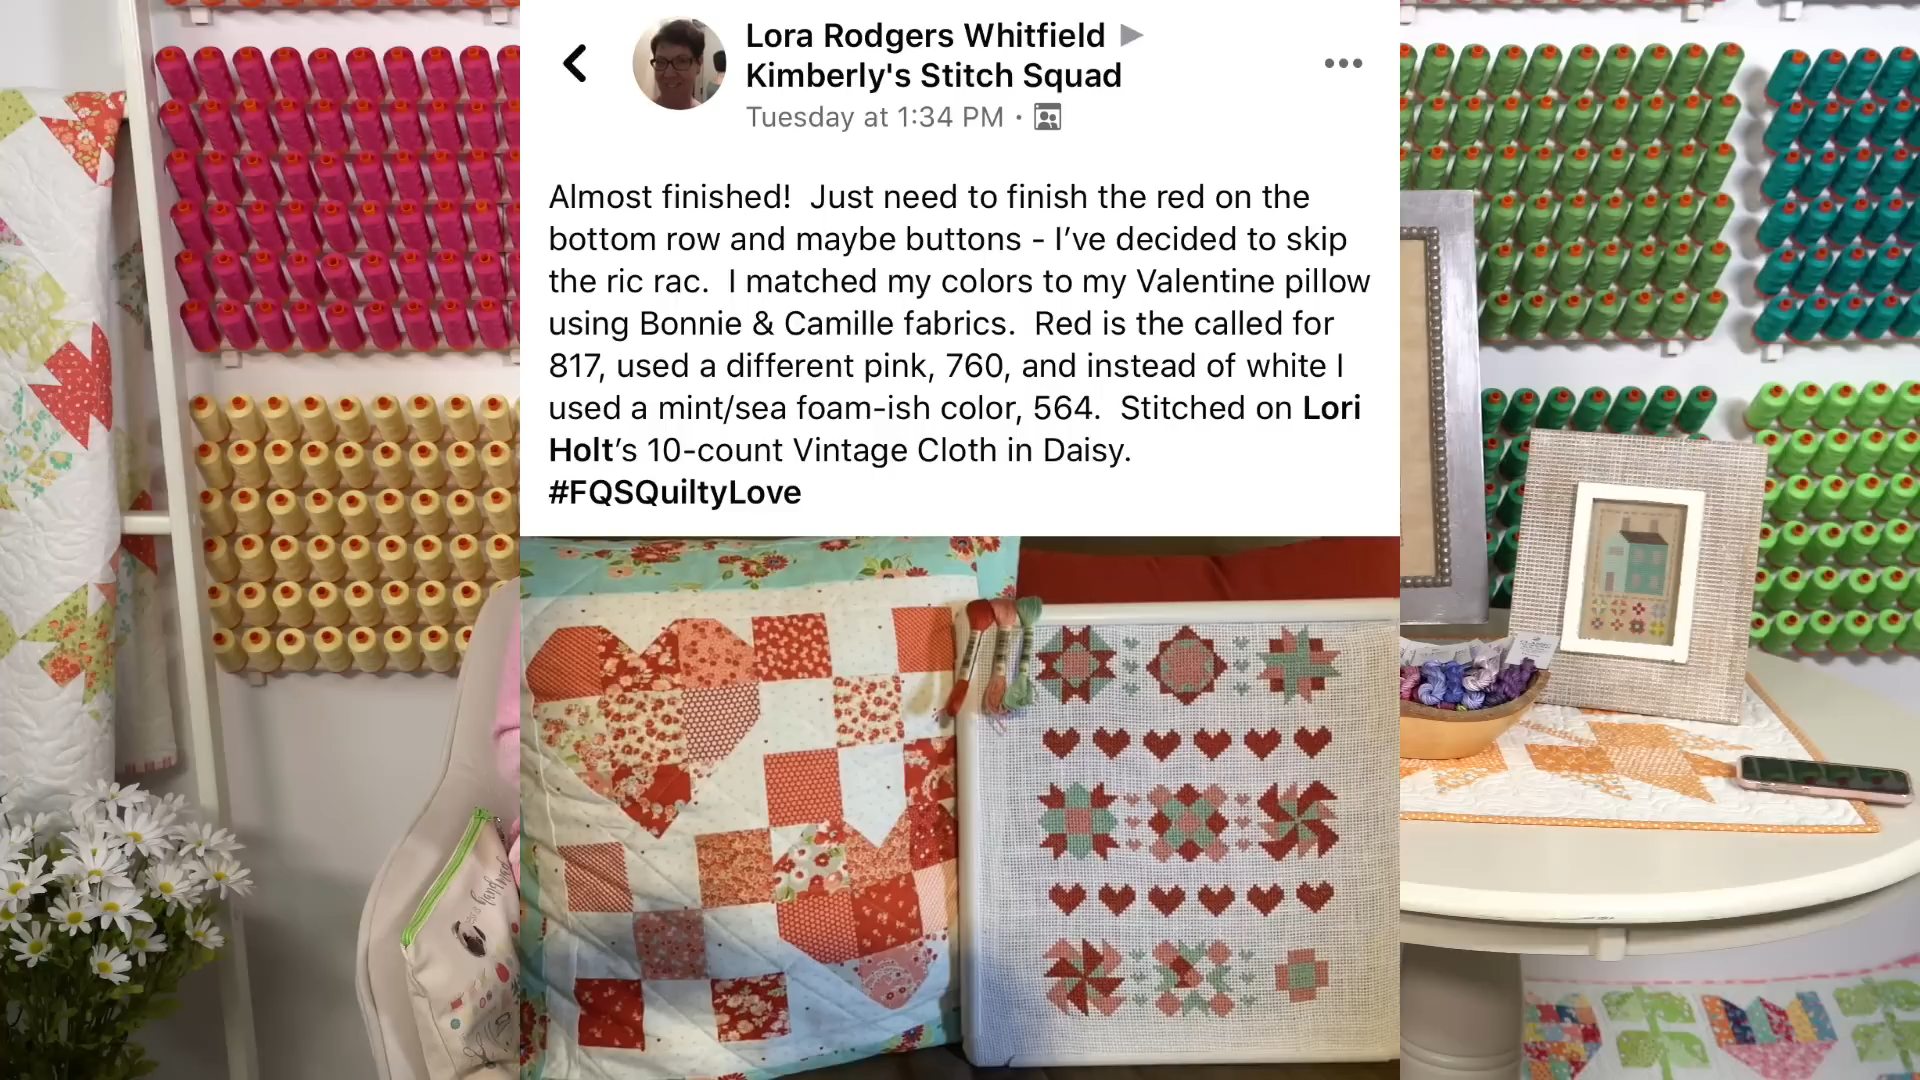 Lora Rodgers Whitfield ▶
Kimberly's Stitch Squad
Tuesday at 1:34 PM ·
Almost finished!  Just need to finish the red on the
bottom row and maybe buttons - I’ve decided to skip
the ric rac.  I matched my colors to my Valentine pillow
using Bonnie & Camille fabrics.  Red is the called for
817, used a different pink, 760, and instead of white I
used a mint/sea foam-ish color, 564.  Stitched on Lori
Holt’s 10-count Vintage Cloth in Daisy.
#FQSQuiltyLove